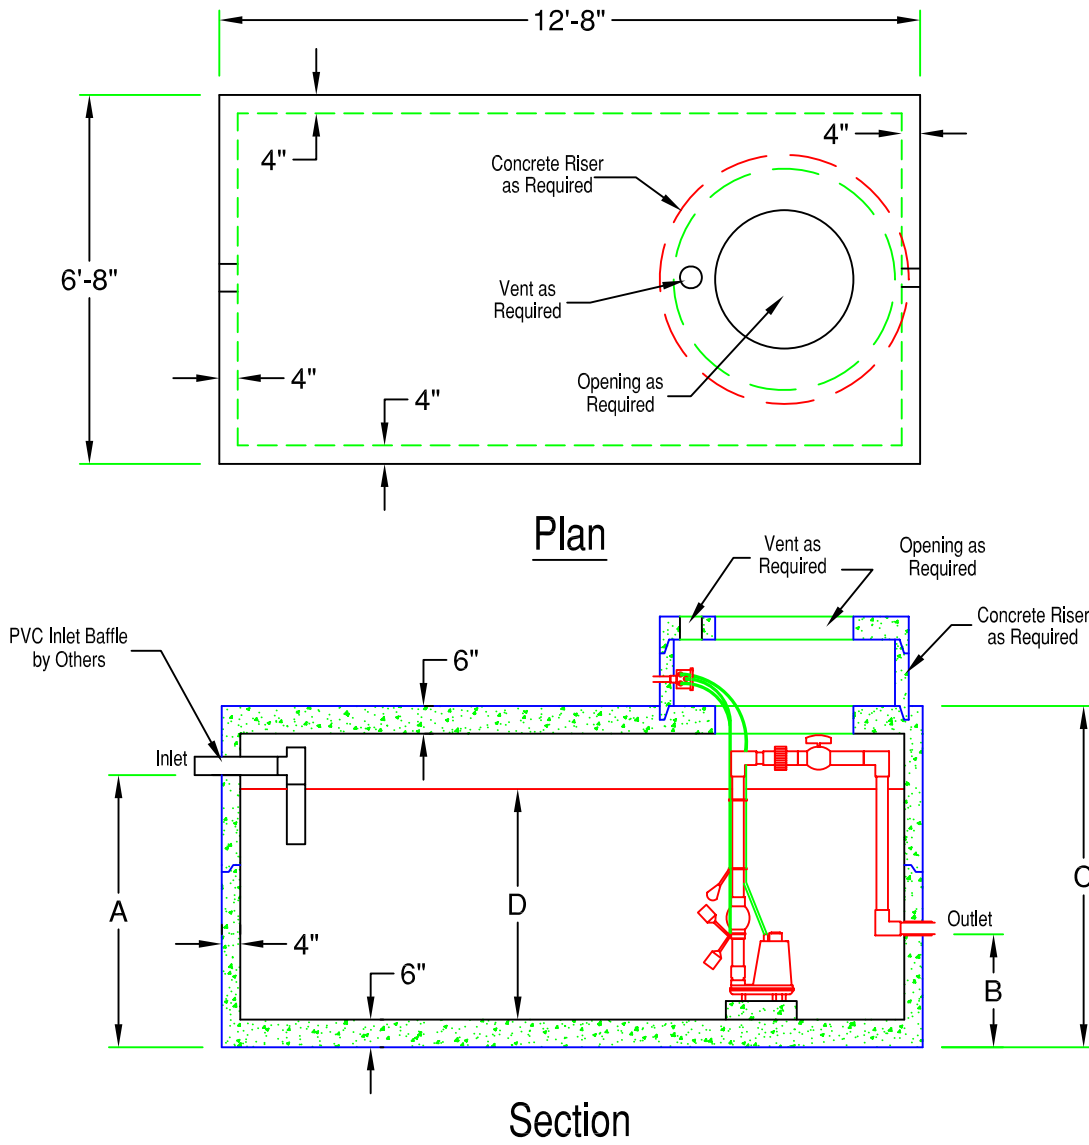 12'-8"
4"
4"
Concrete Riser
as Required
6'-8"
Vent as
Required
4"
Opening as
Required
4"
Plan
Vent as
Required
Opening as
Required
Concrete Riser
as Required
PVC Inlet Baffle
by Others
6"
Inlet
A
D
C
Outlet
4"
6"
B
Section